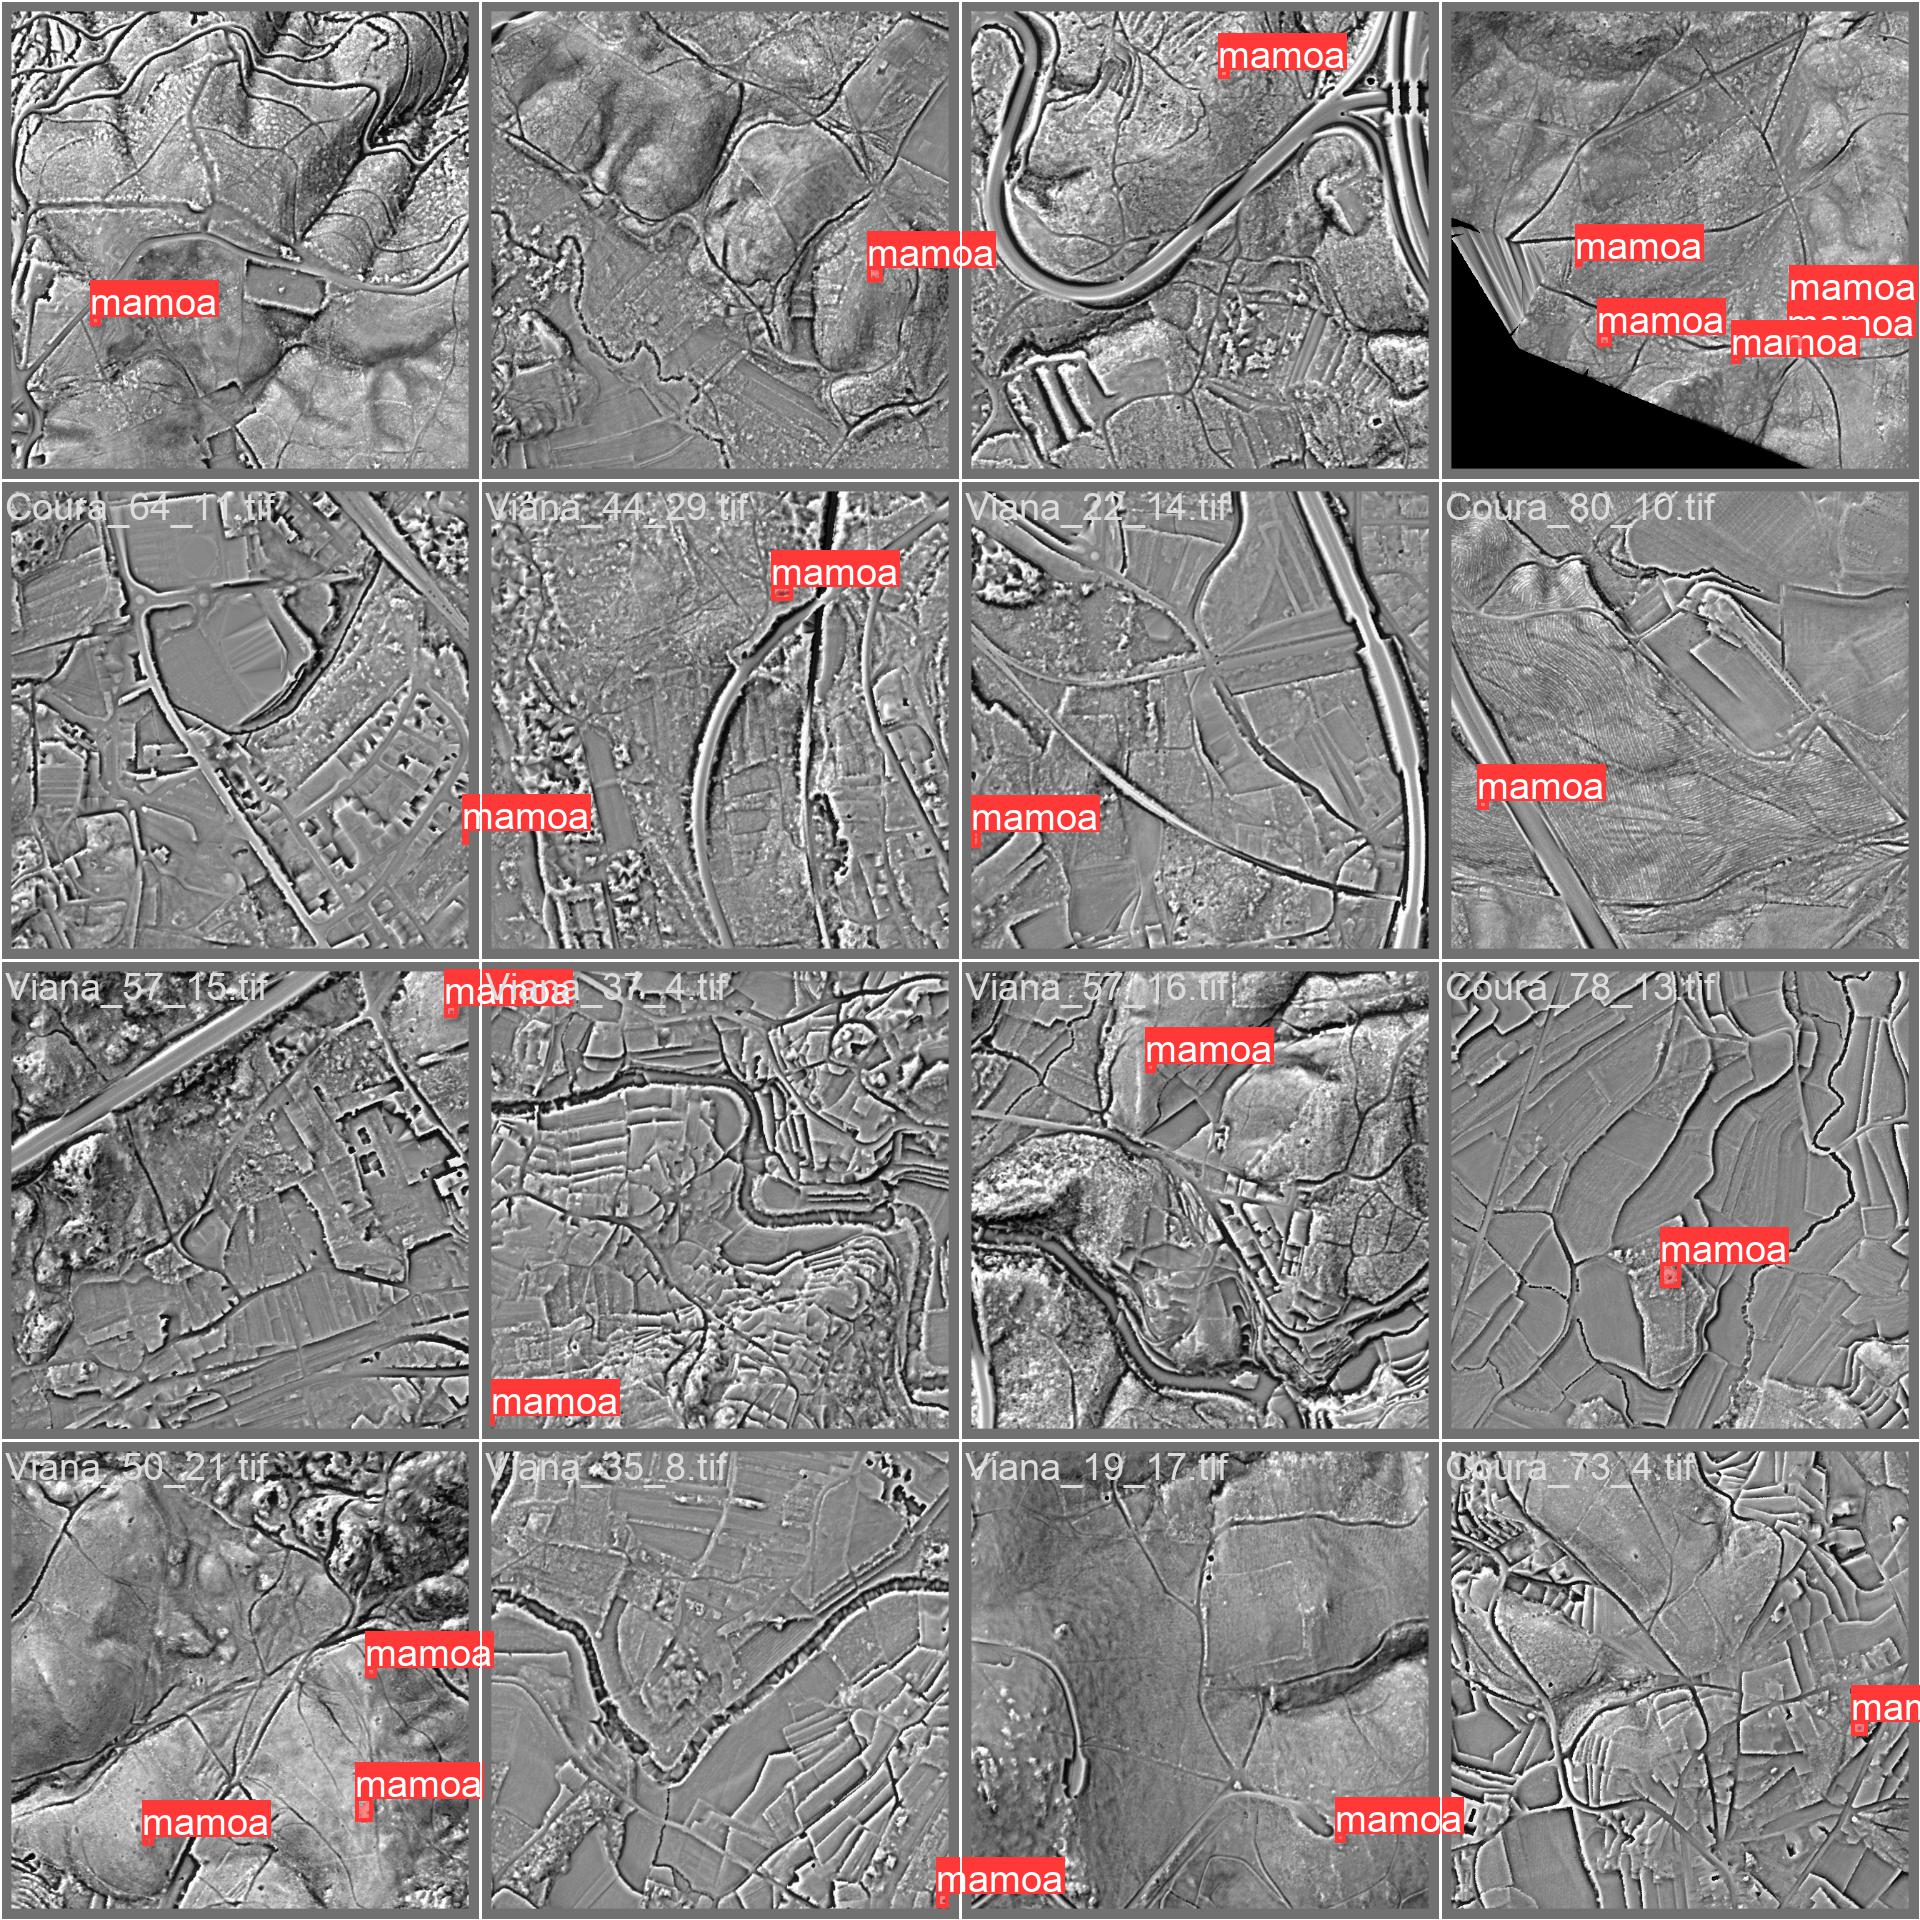 mamoa
mamoa
mamoa
mamoa
mamoa
mamoa
mamoa
mamoa
Coura_64_11.tif
Viana_44_29.tif
Viana_22_14.tif
Coura_80_10.tif
mamoa
mamoa
mamoa
mamoa
Viana_57_15.tif
mamoa
Viana_37_4.tif
Viana_57_16.tif
Coura_78_13.tif
mamoa
mamoa
mamoa
Viana_50_21.tif
Viana_35_8.tif
Viana_19_17.tif
Coura_73_4.tif
mamoa
mam
mamoa
mamoa
mamoa
mamoa